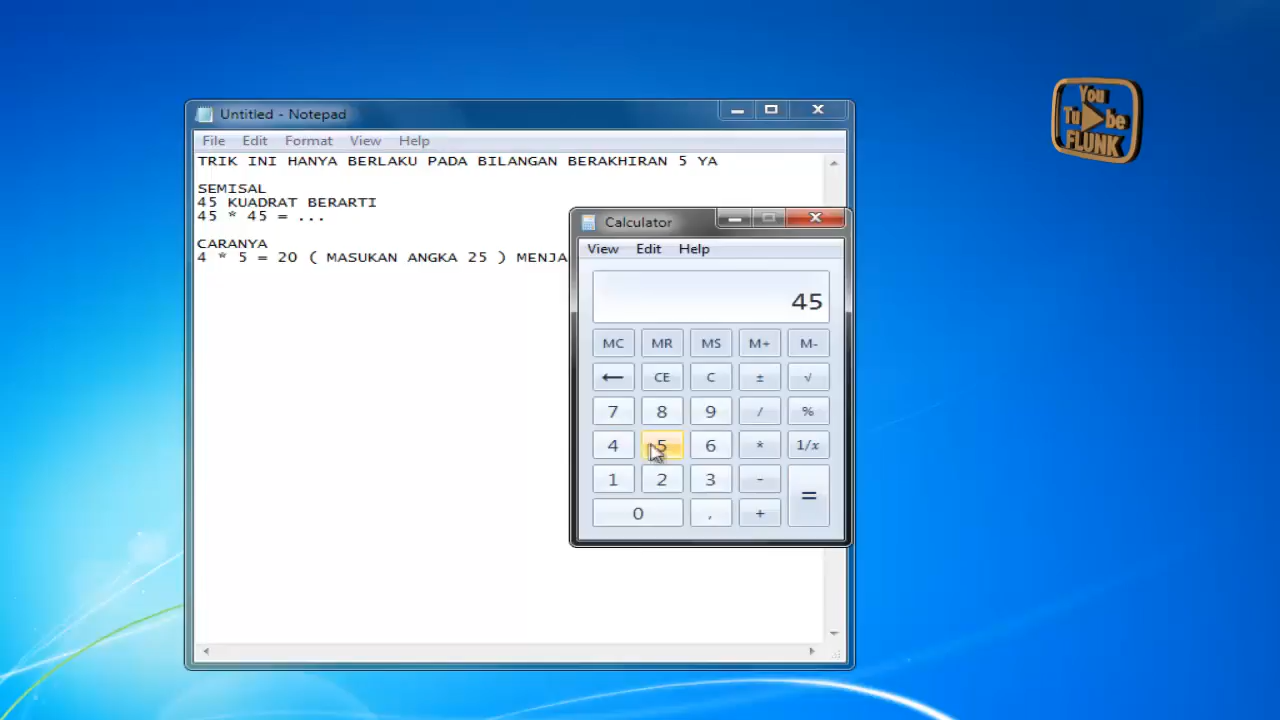 You
Tu be
FLUNK
Untitled - Notepad
File Edit Format View Help
TRIK INI HANYA BERLAKU PADA BILANGAN BERAKHIRAN 5 YA
SEMISAL
45 KUADRAT BERARTI
45 * 45 = ...
CARANYA
4 * 5 = 20 ( MASUKAN ANGKA 25 ) MENJA
Calculator
View Edit Help
45
MC MR MS M+ M-
← CE C ± √
7 8 9 / %
4 5 6 * 1/x
1 2 3 - =
0 , +